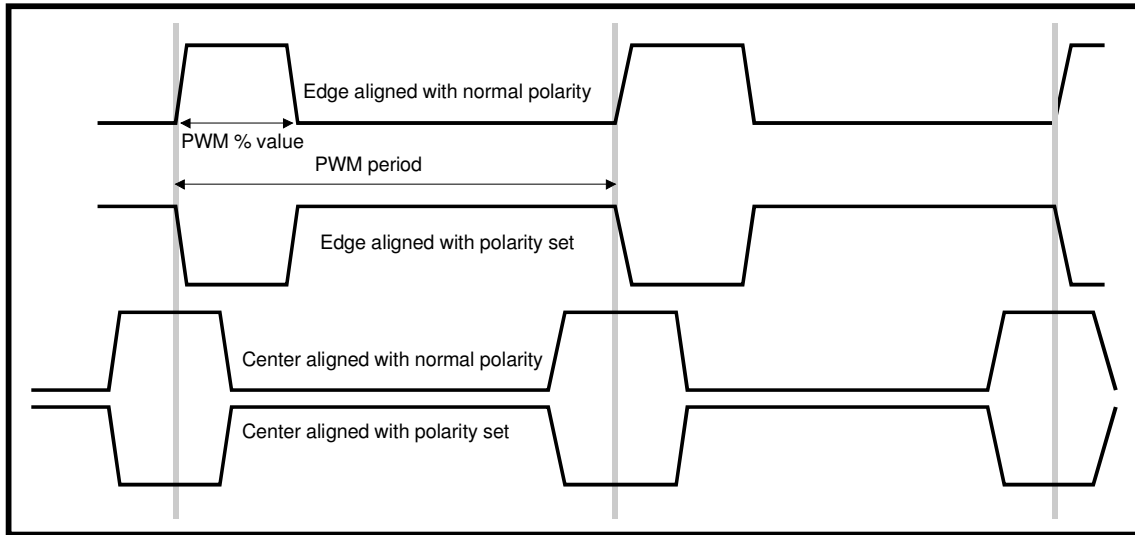 Edge aligned with normal polarity
PWM % value
PWM period
Edge aligned with polarity set
Center aligned with normal polarity
Center aligned with polarity set